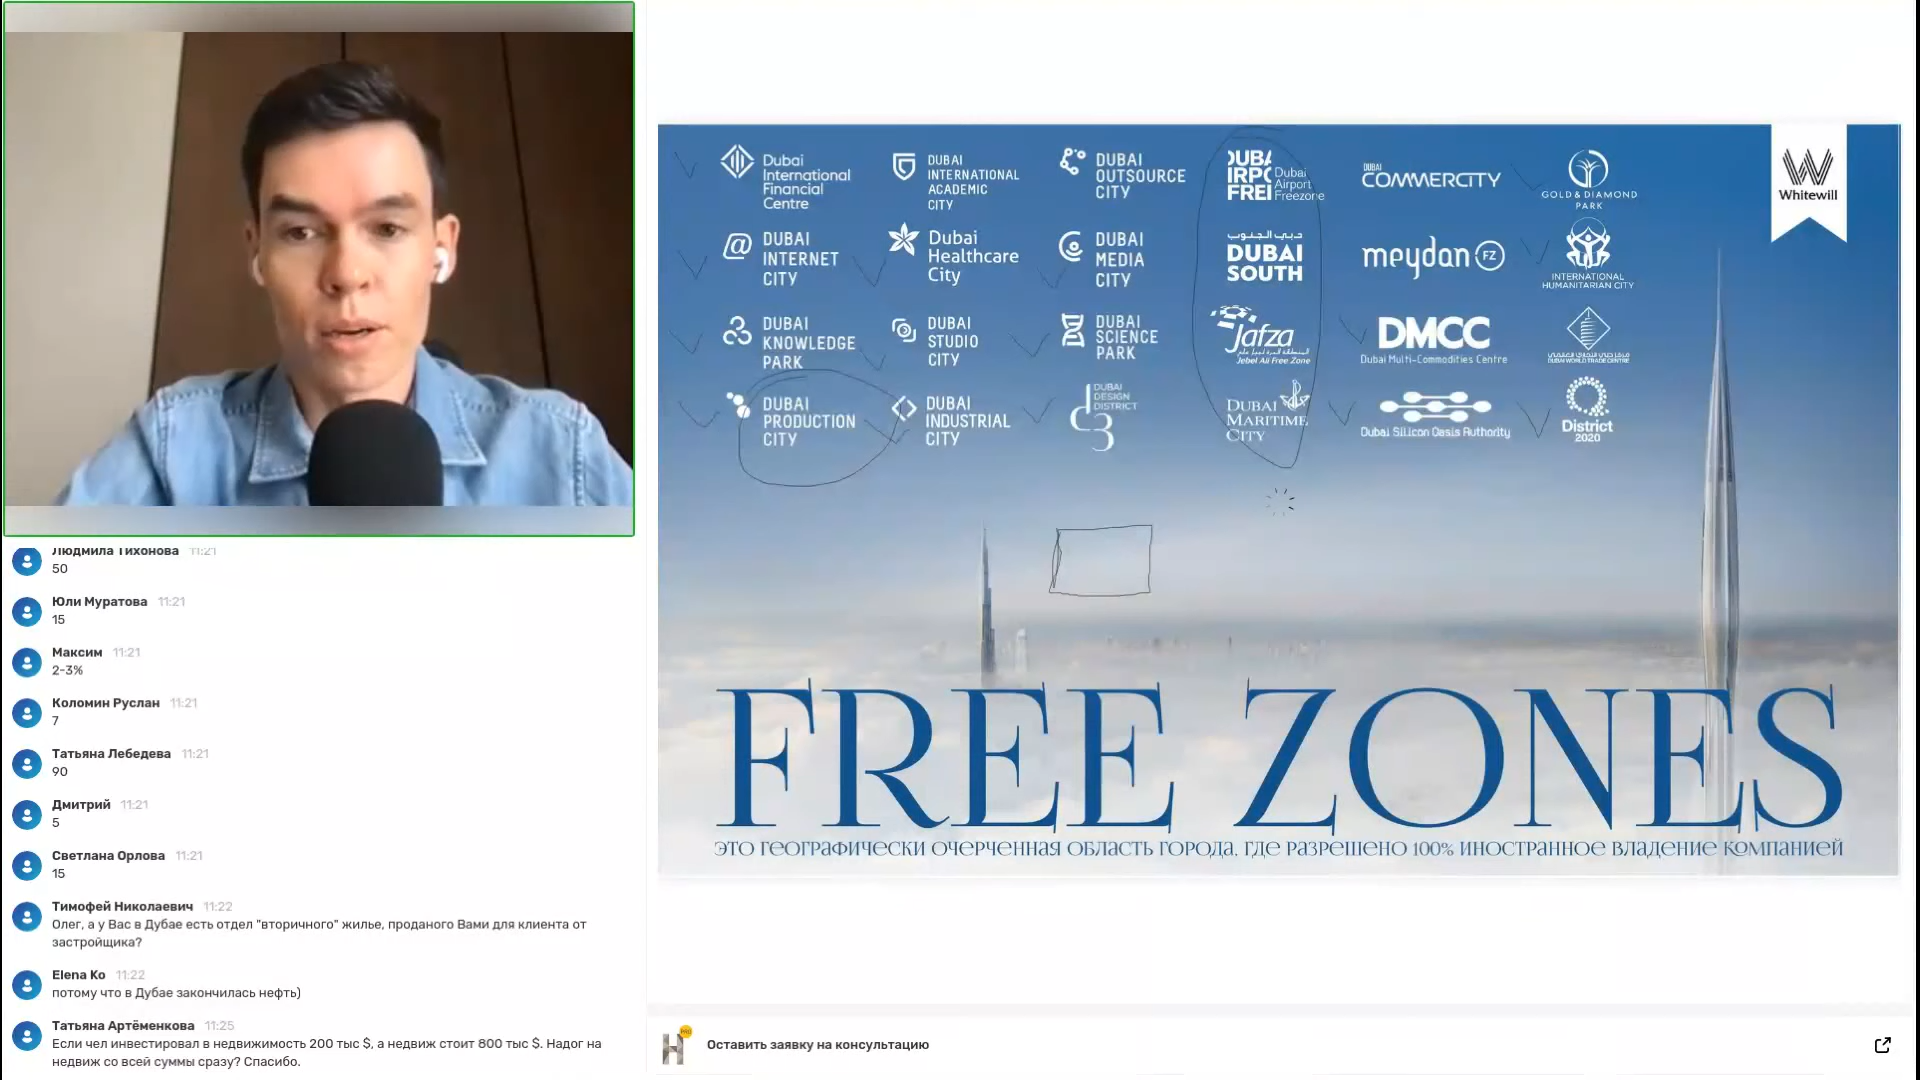 Людмила Тихонова 11:21
50
Юли Муратова 11:21
15
Максим 11:21
2-3%
Коломин Руслан 11:21
7
Татьяна Лебедева 11:21
90
Дмитрий 11:21
5
Светлана Орлова 11:21
15
Тимофей Николаевич 11:22
Олег, а у Вас в Дубае есть отдел "вторичного" жилье, проданого Вами для клиента от
застройщика?
Elena Ko 11:22
потому что в Дубае закончилась нефть)
Татьяна Артёменкова 11:25
Если чел инвестировал в недвижимость 200 тыс $, а недвиж стоит 800 тыс $. Надог на
недвиж со всей суммы сразу? Спасибо.
Dubai
International
Financial
Centre
DUBAI
INTERNATIONAL
ACADEMIC
CITY
DUBAI
OUTSOURCE
CITY
Dubai
Airport
Freezone
DUBAI
COMMERCITY
GOLD & DIAMOND
PARK
W
Whitewill
@ DUBAI
INTERNET
CITY
Dubai
Healthcare
City
DUBAI
MEDIA
CITY
دبي الجنوب
DUBAI
SOUTH
meydan FZ
INTERNATIONAL
HUMANITARIAN CITY
DUBAI
KNOWLEDGE
PARK
DUBAI
STUDIO
CITY
DUBAI
SCIENCE
PARK
Jafza
Jebel Ali Free Zone
DMCC
Dubai Multi-Commodities Centre
DUBAI WORLD TRADE CENTRE
DUBAI
PRODUCTION
CITY
DUBAI
INDUSTRIAL
CITY
DUBAI
DESIGN
DISTRICT
d3
DUBAI
MARITIME
CITY
Dubai Silicon Oasis Authority
District
2020
FREE ZONES
ЭТО ГЕОГРАФИЧЕСКИ ОЧЕРЧЕННАЯ ОБЛАСТЬ ГОРОДА, ГДЕ РАЗРЕШЕНО 100% ИНОСТРАННОЕ ВЛАДЕНИЕ КОМПАНИЕЙ
PRO
Оставить заявку на консультацию